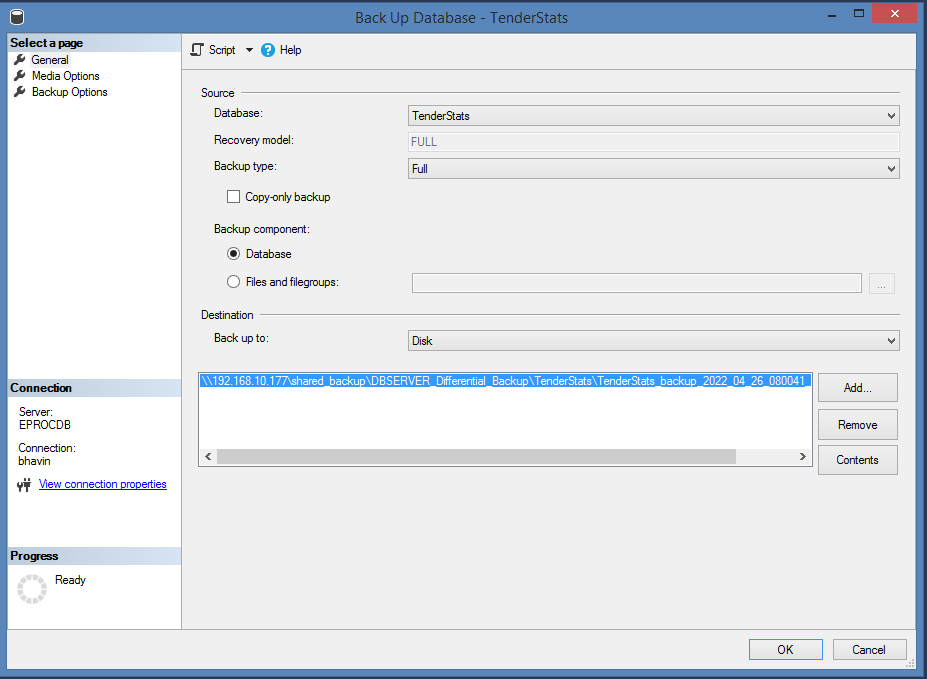 Back Up Database - TenderStats
Select a page
General
Media Options
Backup Options
Script
Help
Source
Database:
TenderStats
Recovery model:
FULL
Backup type:
Full
Copy-only backup
Backup component:
Database
Files and filegroups:
...
Destination
Back up to:
Disk
\\192.168.10.177\shared_backup\DBSERVER_Differential_Backup\TenderStats\TenderStats_backup_2022_04_26_080041
Add...
Remove
Contents
Connection
Server:
EPROCDB
Connection:
bhavin
View connection properties
Progress
Ready
OK
Cancel